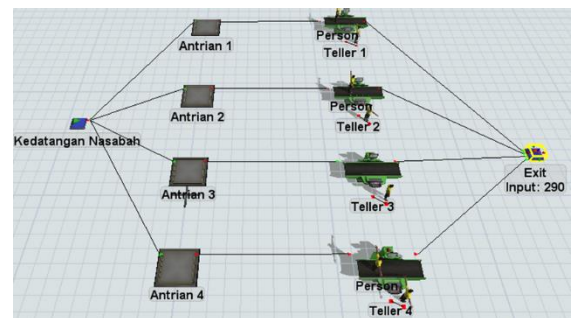 Antrian 1
Person
Teller 1
Antrian 2
Person
Teller 2
Kedatangan Nasabah
Antrian 3
Teller 3
Exit
Input: 290
Antrian 4
Person
Teller 4